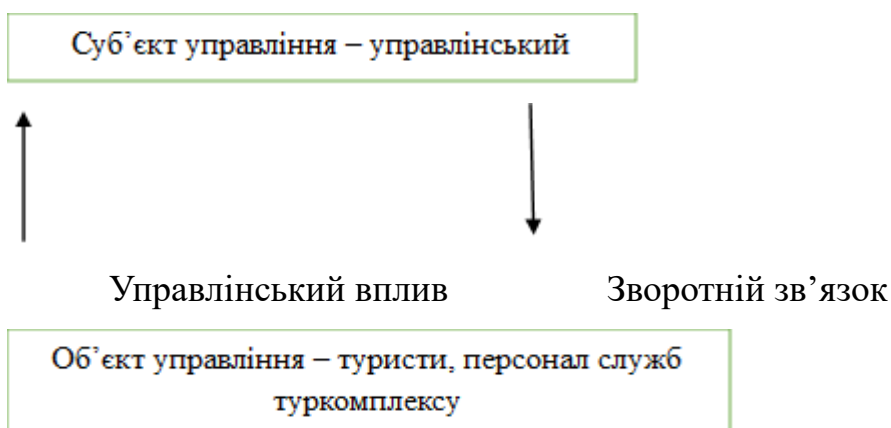 Суб’єкт управління – управлінський
Управлінський вплив Зворотній зв’язок
Об’єкт управління – туристи, персонал служб
туркомплексу